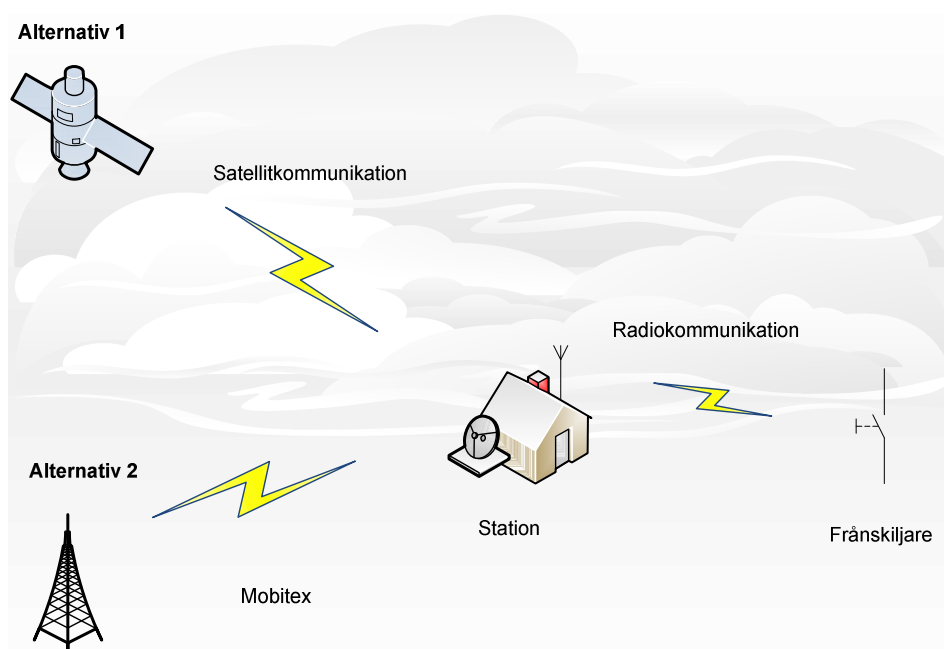 Alternativ 1
Satellitkommunikation
Radiokommunikation
Alternativ 2
Station
Frånskiljare
Mobitex